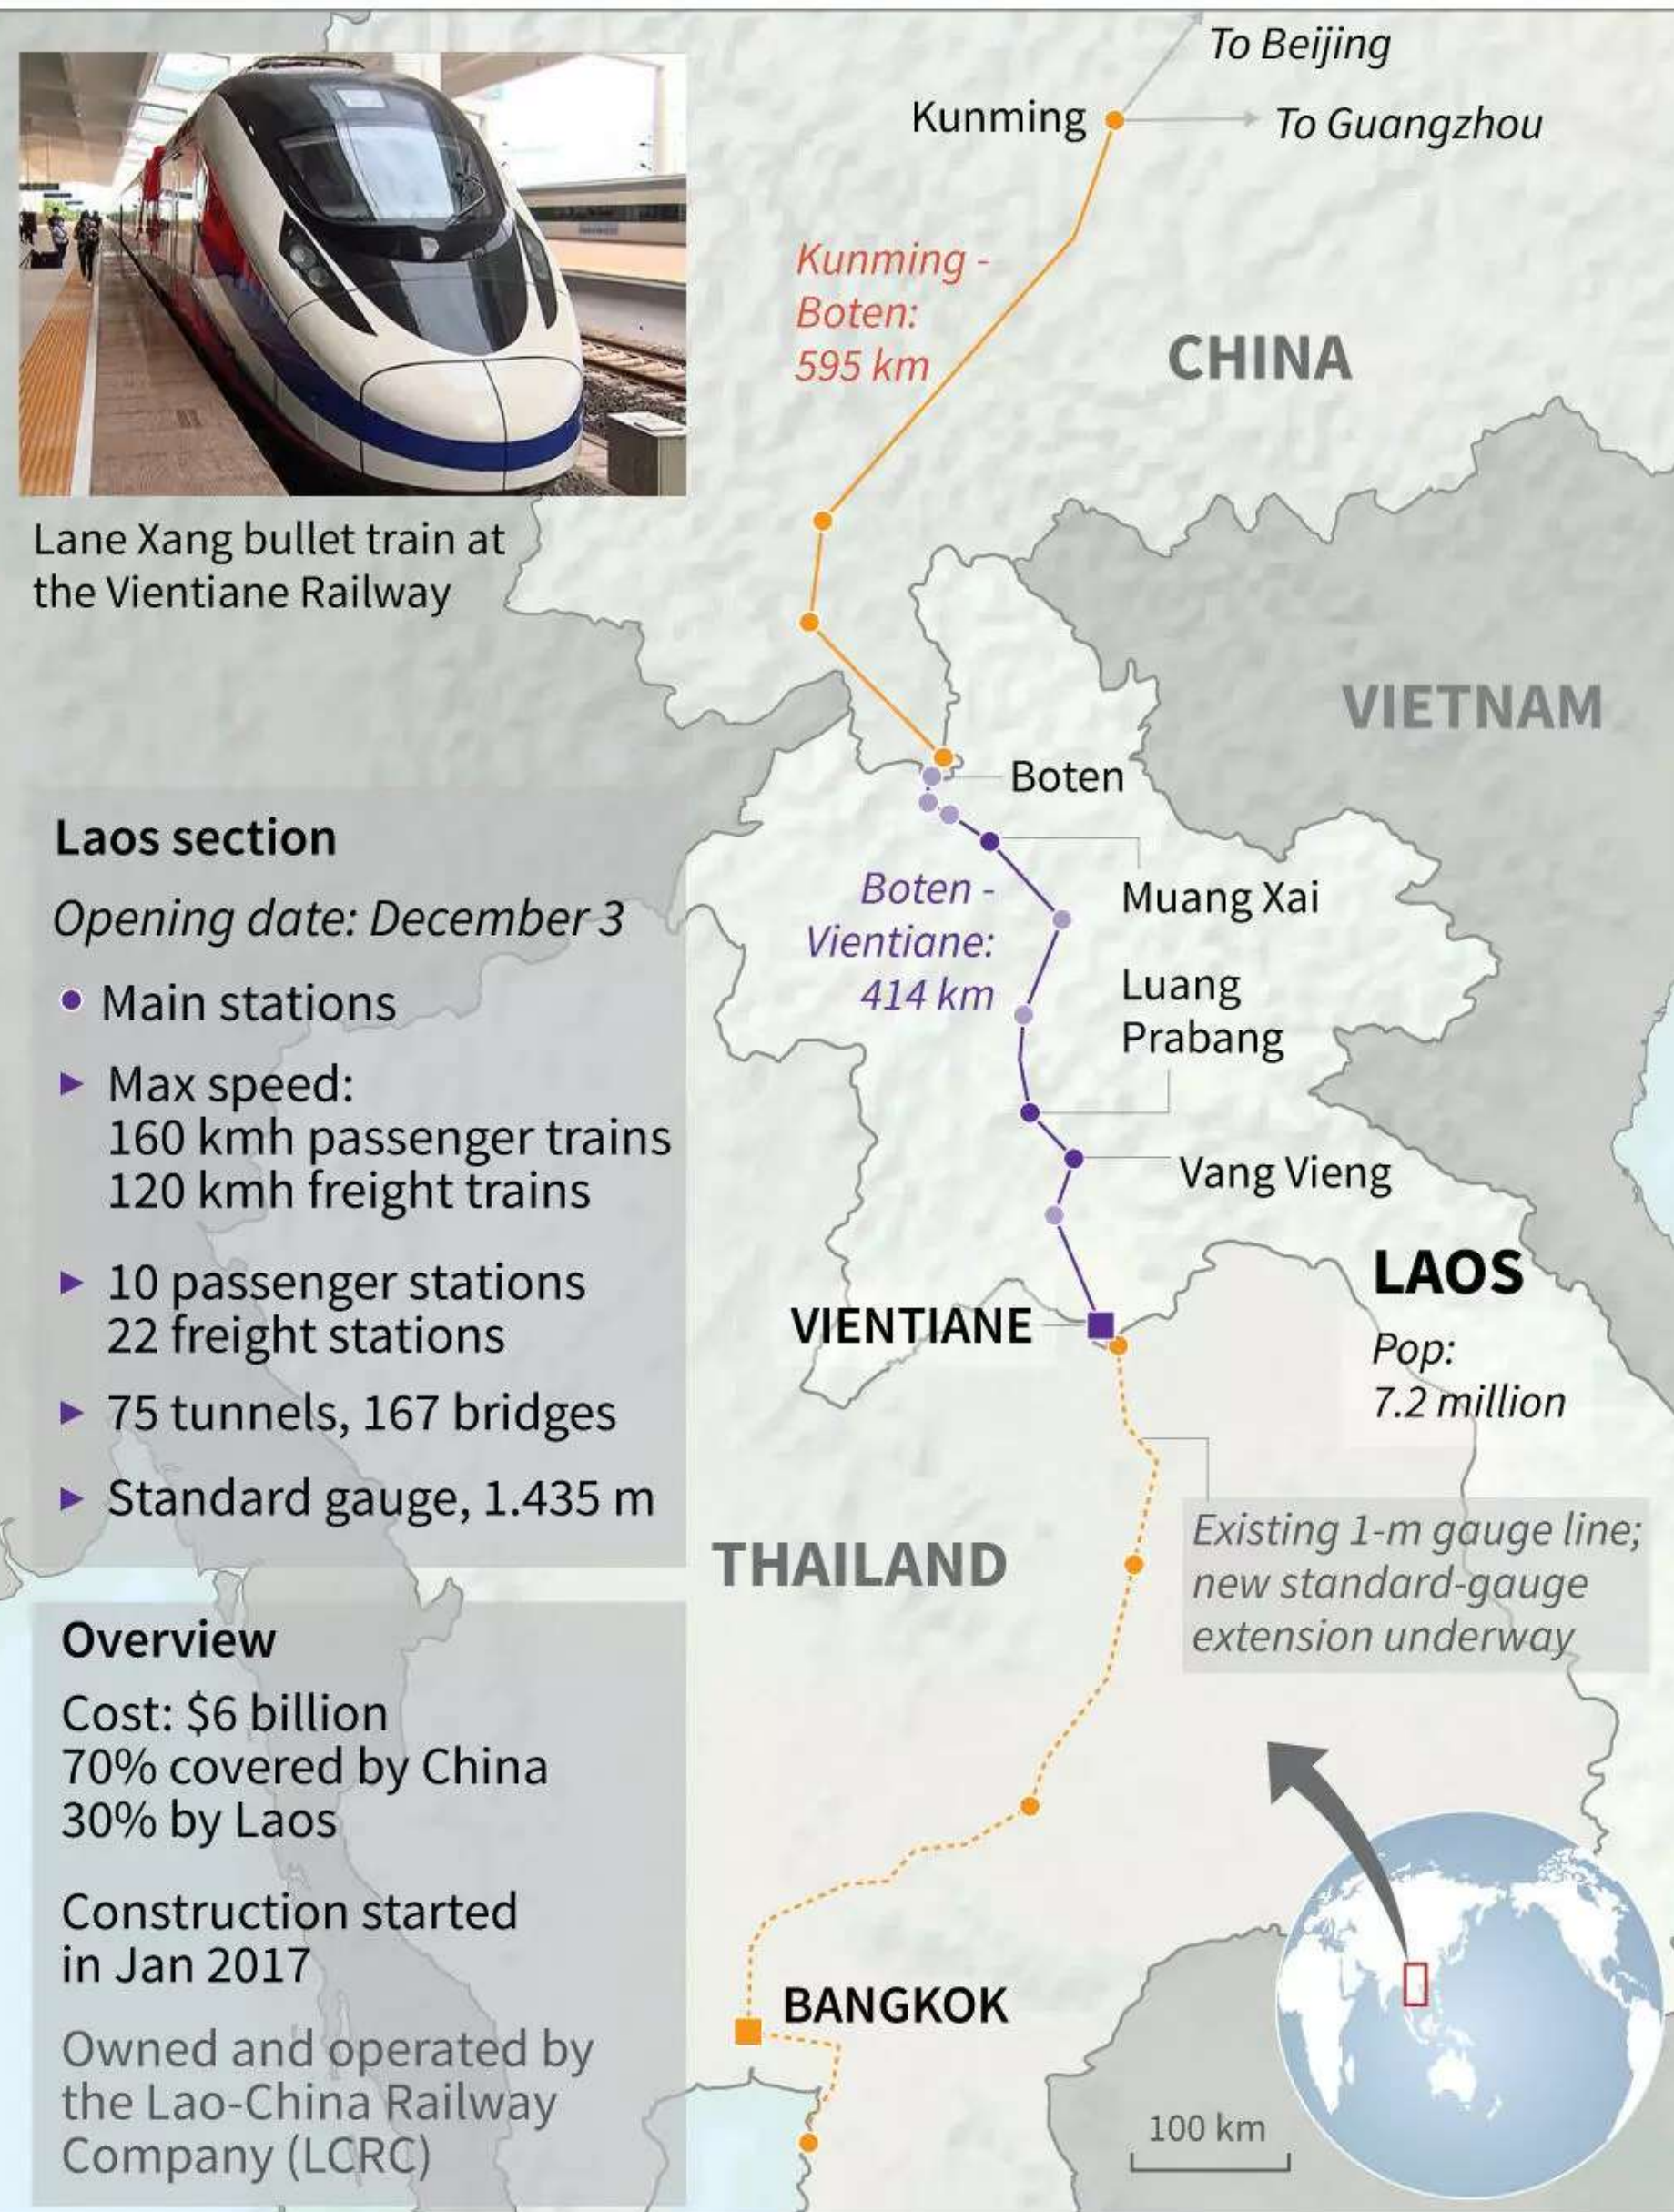 To Beijing
Kunming
To Guangzhou
Kunming -
Boten:
595 km
CHINA
Lane Xang bullet train at
the Vientiane Railway
VIETNAM
Boten
Laos section
Opening date: December 3
Main stations
Max speed:
160 kmh passenger trains
120 kmh freight trains
10 passenger stations
22 freight stations
75 tunnels, 167 bridges
Standard gauge, 1.435 m
Boten -
Vientiane:
414 km
Muang Xai
Luang
Prabang
Vang Vieng
LAOS
Pop:
7.2 million
VIENTIANE
THAILAND
Existing 1-m gauge line;
new standard-gauge
extension underway
Overview
Cost: $6 billion
70% covered by China
30% by Laos
Construction started
in Jan 2017
Owned and operated by
the Lao-China Railway
Company (LCRC)
BANGKOK
100 km